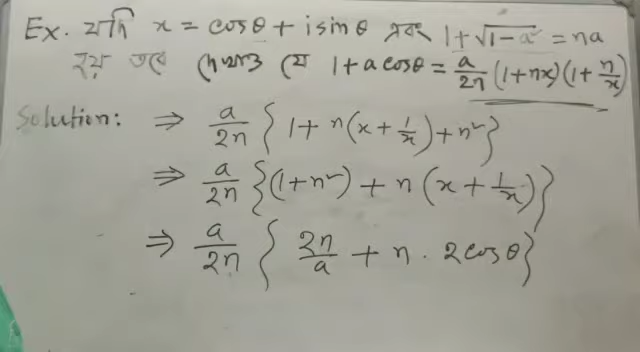 Ex. যদি x = cosθ + i sinθ এবং 1+√(1-a²) = na
হয় তবে দেখাও যে 1+a cosθ = a/2n (1+nx)(1+n/x)
Solution: ⇒ a/2n {1+n(x+1/x)+n²}
⇒ a/2n {(1+n²) + n(x+1/x)}
⇒ a/2n {2n/a + n · 2cosθ}